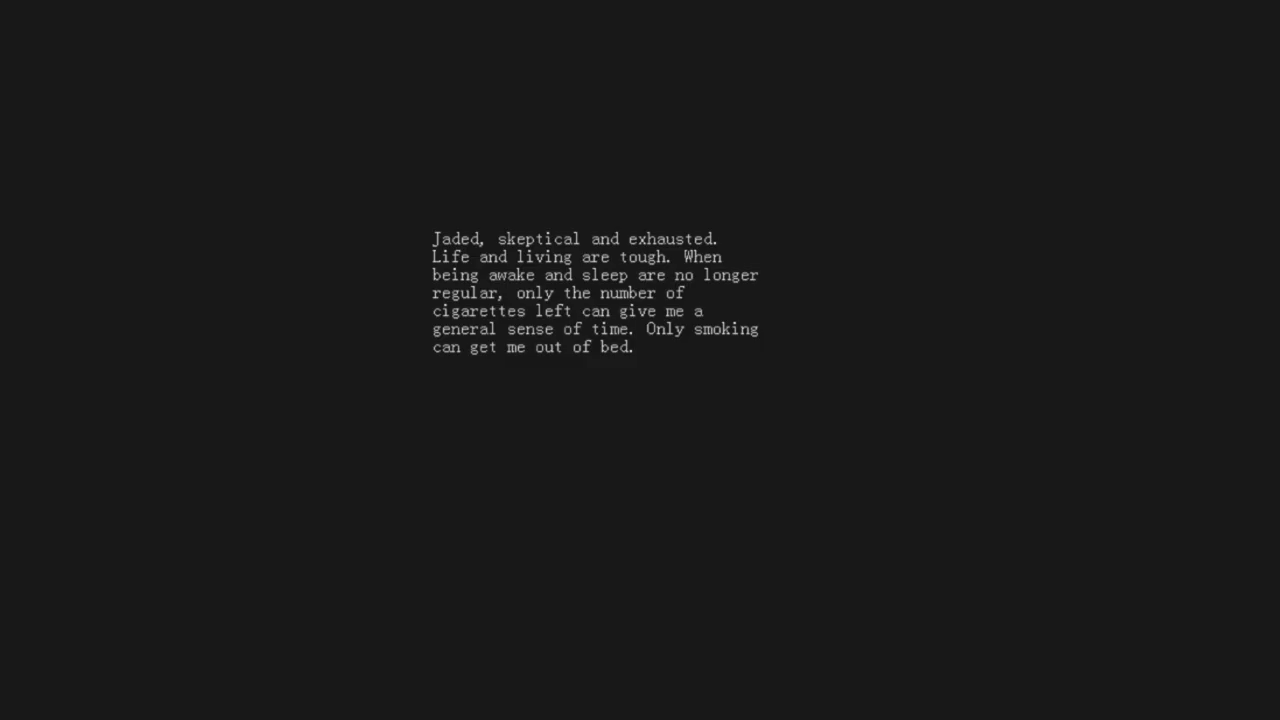 Jaded, skeptical and exhausted.
Life and living are tough. When
being awake and sleep are no longer
regular, only the number of
cigarettes left can give me a
general sense of time. Only smoking
can get me out of bed.